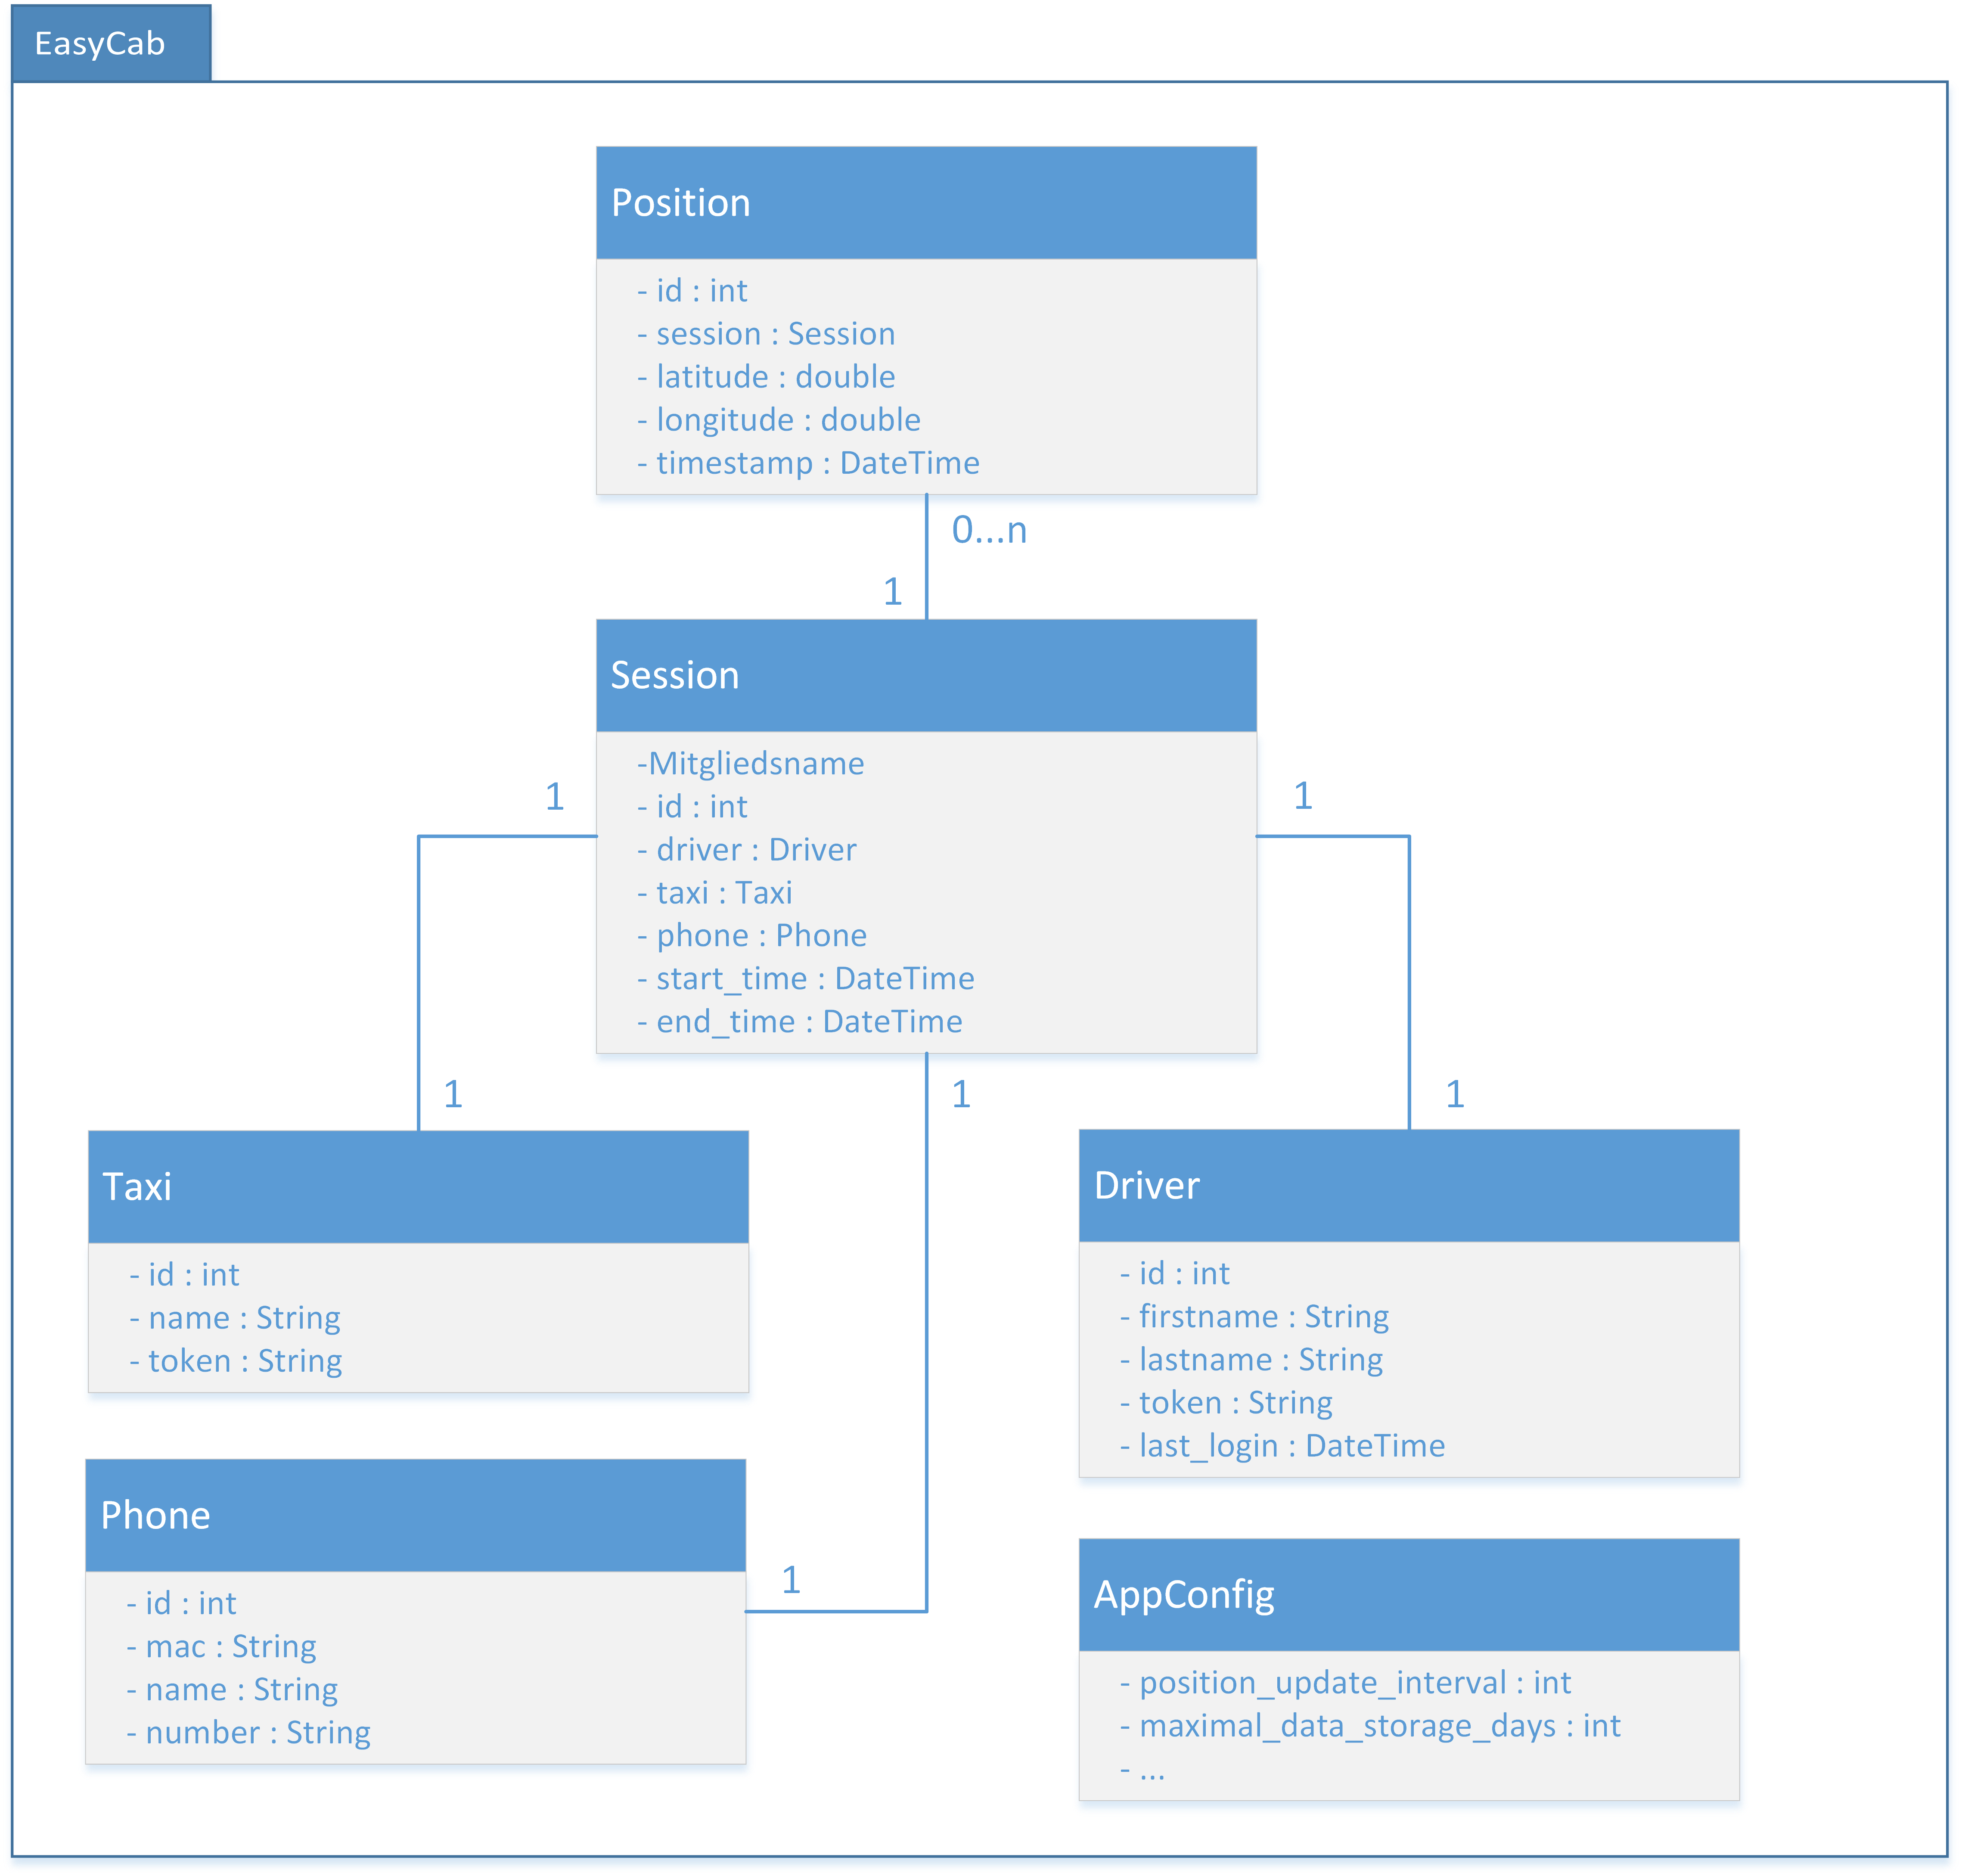 EasyCab
Position
- id : int
- session : Session
- latitude : double
- longitude : double
- timestamp : DateTime
0...n
1
Session
-Mitgliedsname
- id : int
- driver : Driver
- taxi : Taxi
- phone : Phone
- start_time : DateTime
- end_time : DateTime
1
1
1
1
1
Taxi
- id : int
- name : String
- token : String
Driver
- id : int
- firstname : String
- lastname : String
- token : String
- last_login : DateTime
Phone
- id : int
- mac : String
- name : String
- number : String
1
AppConfig
- position_update_interval : int
- maximal_data_storage_days : int
- ...